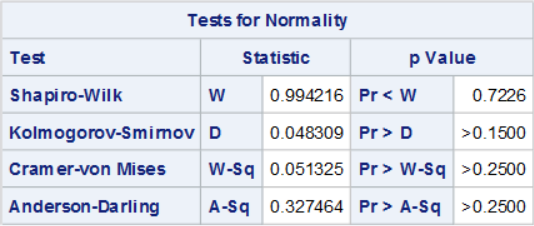 Tests for Normality
Test Statistic p Value
Shapiro-Wilk W 0.994216 Pr < W 0.7226
Kolmogorov-Smirnov D 0.048309 Pr > D >0.1500
Cramer-von Mises W-Sq 0.051325 Pr > W-Sq >0.2500
Anderson-Darling A-Sq 0.327464 Pr > A-Sq >0.2500